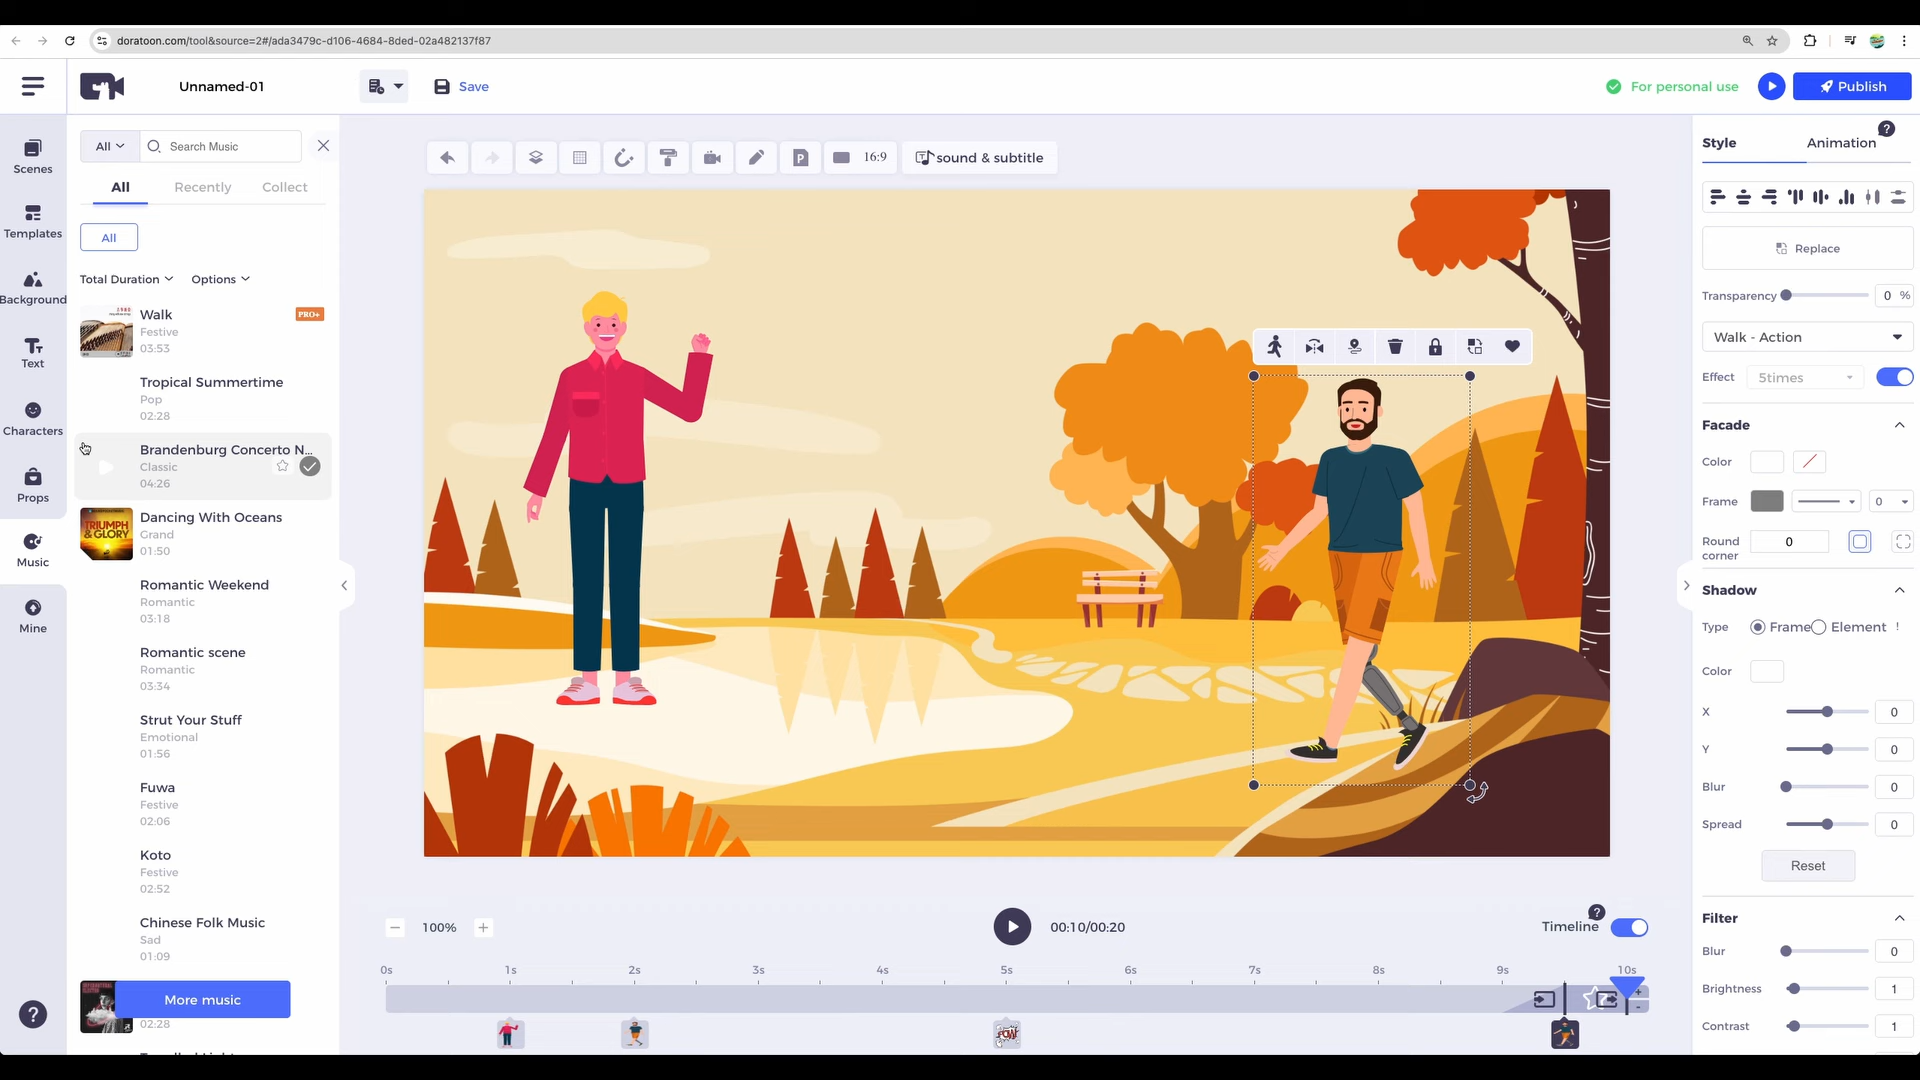 doratoon.com/tool&source=2#/ada3479c-d106-4684-8ded-02a482137f87
Unnamed-01
Save
For personal use
Publish
Scenes
Templates
Background
Text
Characters
Props
Music
Mine
All
Search Music
All
Recently
Collect
All
Total Duration
Options
Walk
PRO+
Festive
03:53
Tropical Summertime
Pop
02:28
Brandenburg Concerto N...
Classic
04:26
TRIUMPH
& GLORY
Dancing With Oceans
Grand
01:50
Romantic Weekend
Romantic
03:18
Romantic scene
Romantic
03:34
Strut Your Stuff
Emotional
01:56
Fuwa
Festive
02:06
Koto
Festive
02:52
Chinese Folk Music
Sad
01:09
More music
02:28
16:9
sound & subtitle
100%
00:10/00:20
Timeline
0s 1s 2s 3s 4s 5s 6s 7s 8s 9s 10s
POW
Style
Animation
Replace
Transparency 0 %
Walk - Action
Effect 5times
Facade
Color
Frame 0
Round corner 0
Shadow
Type Frame Element !
Color
X 0
Y 0
Blur 0
Spread 0
Reset
Filter
Blur 0
Brightness 1
Contrast 1